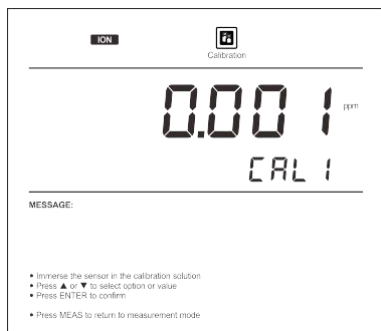 ION
Calibration
0.001 ppm
CAL 1
MESSAGE:
• Immerse the sensor in the calibration solution
• Press ▲ or ▼ to select option or value
• Press ENTER to confirm
• Press MEAS to return to measurement mode